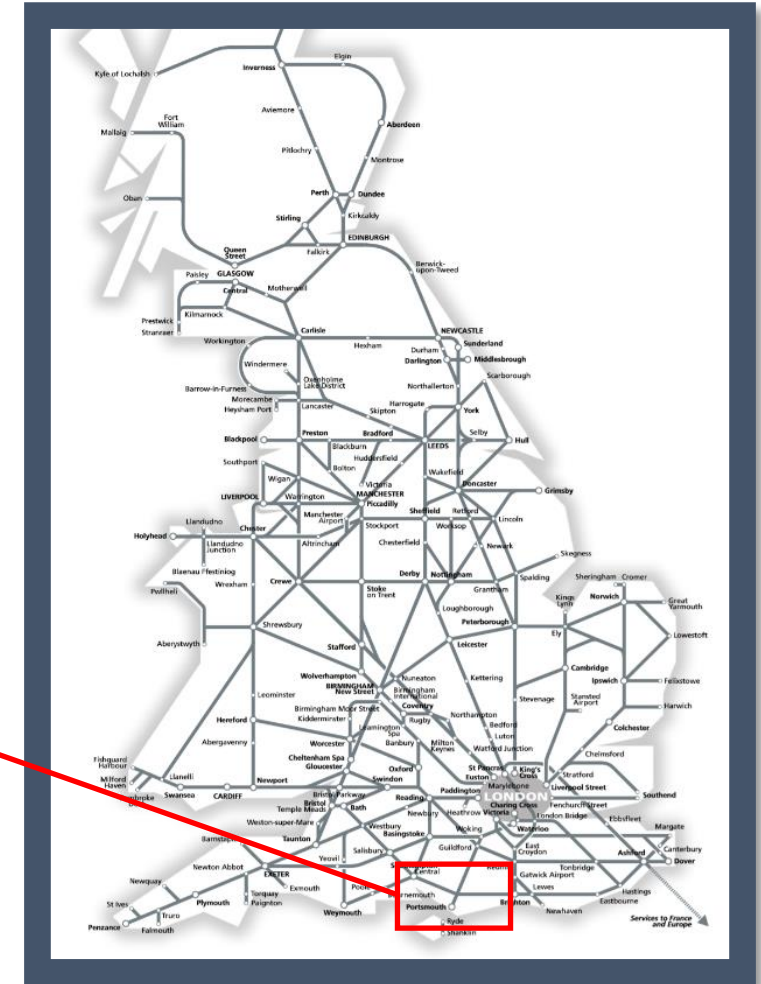 Elgin
Inverness
Kyle of Lochalsh
Aviemore
Fort
William
Aberdeen
Mallaig
Pitlochry
Montrose
Perth
Dundee
Oban
Stirling
Kirkcaldy
EDINBURGH
Queen
Street
Falkirk
Berwick-
upon-Tweed
Paisley
GLASGOW
Central
Motherwell
Prestwick
Kilmarnock
Stranraer
Carlisle
NEWCASTLE
Workington
Hexham
Durham
Sunderland
Darlington
Middlesbrough
Windermere
Scarborough
Oxenholme
Lake District
Northallerton
Barrow-in-Furness
Morecambe
Heysham Port
Lancaster
Harrogate
York
Skipton
Blackpool
Preston
Bradford
Selby
Blackburn
LEEDS
Hull
Huddersfield
Southport
Bolton
Wakefield
Wigan
Victoria
Doncaster
MANCHESTER
Piccadilly
LIVERPOOL
Warrington
Grimsby
Manchester
Airport
Sheffield
Retford
Llandudno
Chester
Stockport
Worksop
Lincoln
Holyhead
Llandudno
Junction
Altrincham
Chesterfield
Newark
Skegness
Blaenau Ffestiniog
Derby
Nottingham
Spalding
Sheringham
Cromer
Wrexham
Crewe
Stoke
on Trent
Grantham
Pwllheli
Kings
Lynn
Norwich
Great
Yarmouth
Loughborough
Peterborough
Shrewsbury
Ely
Lowestoft
Aberystwyth
Stafford
Leicester
Wolverhampton
Cambridge
BIRMINGHAM
New Street
Nuneaton
Kettering
Ipswich
Felixstowe
Birmingham
International
Leominster
Stansted
Airport
Stevenage
Birmingham Moor Street
Coventry
Harwich
Kidderminster
Rugby
Northampton
Hereford
Leamington
Spa
Bedford
Colchester
Worcester
Banbury
Milton
Keynes
Luton
Abergavenny
Watford Junction
Chelmsford
Cheltenham Spa
Gloucester
Fishguard
Harbour
Oxford
St Pancras
King's
Cross
Euston
Stratford
Milford
Haven
Llanelli
Newport
Swindon
Paddington
Marylebone
Liverpool Street
Swansea
CARDIFF
Bristol Parkway
Reading
LONDON
Southend
Bristol
Temple Meads
Bath
Newbury
Heathrow
Victoria
Charing Cross
Fenchurch Street
London Bridge
Ebbsfleet
Weston-super-Mare
Westbury
Basingstoke
Woking
Waterloo
Margate
Barnstaple
Taunton
Salisbury
Guildford
East
Croydon
Canterbury
Ashford
Newton Abbot
Yeovil
Tonbridge
Dover
EXETER
Central
Gatwick Airport
Newquay
Exmouth
Lewes
Hastings
Plymouth
Torquay
Paignton
Portsmouth
Brighton
Eastbourne
St Ives
Truro
Weymouth
Newhaven
Penzance
Falmouth
Ryde
Shanklin
Services to France
and Europe